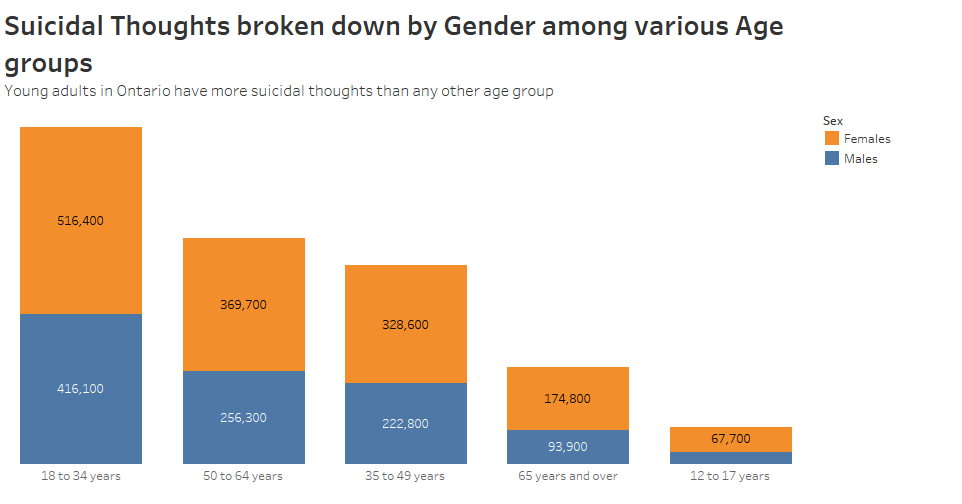 Suicidal Thoughts broken down by Gender among various Age
groups
Young adults in Ontario have more suicidal thoughts than any other age group
Sex
Females
Males
516,400
369,700
328,600
174,800
67,700
416,100
256,300
222,800
93,900
18 to 34 years
50 to 64 years
35 to 49 years
65 years and over
12 to 17 years